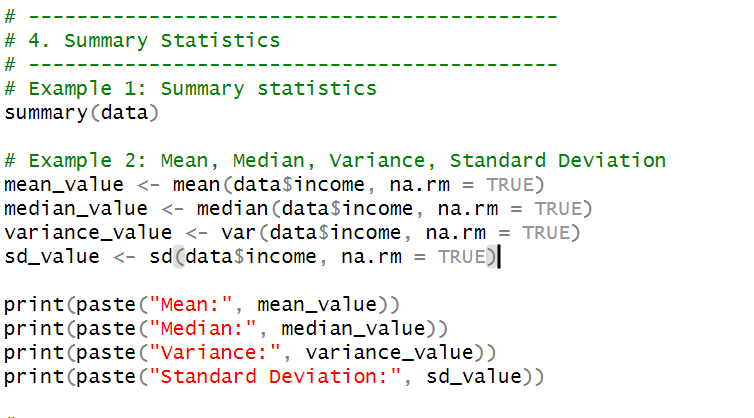 # --------------------------------------------
# 4. Summary Statistics
# --------------------------------------------
# Example 1: Summary statistics
summary(data)
# Example 2: Mean, Median, Variance, Standard Deviation
mean_value <- mean(data$income, na.rm = TRUE)
median_value <- median(data$income, na.rm = TRUE)
variance_value <- var(data$income, na.rm = TRUE)
sd_value <- sd(data$income, na.rm = TRUE)
print(paste("Mean:", mean_value))
print(paste("Median:", median_value))
print(paste("Variance:", variance_value))
print(paste("Standard Deviation:", sd_value))